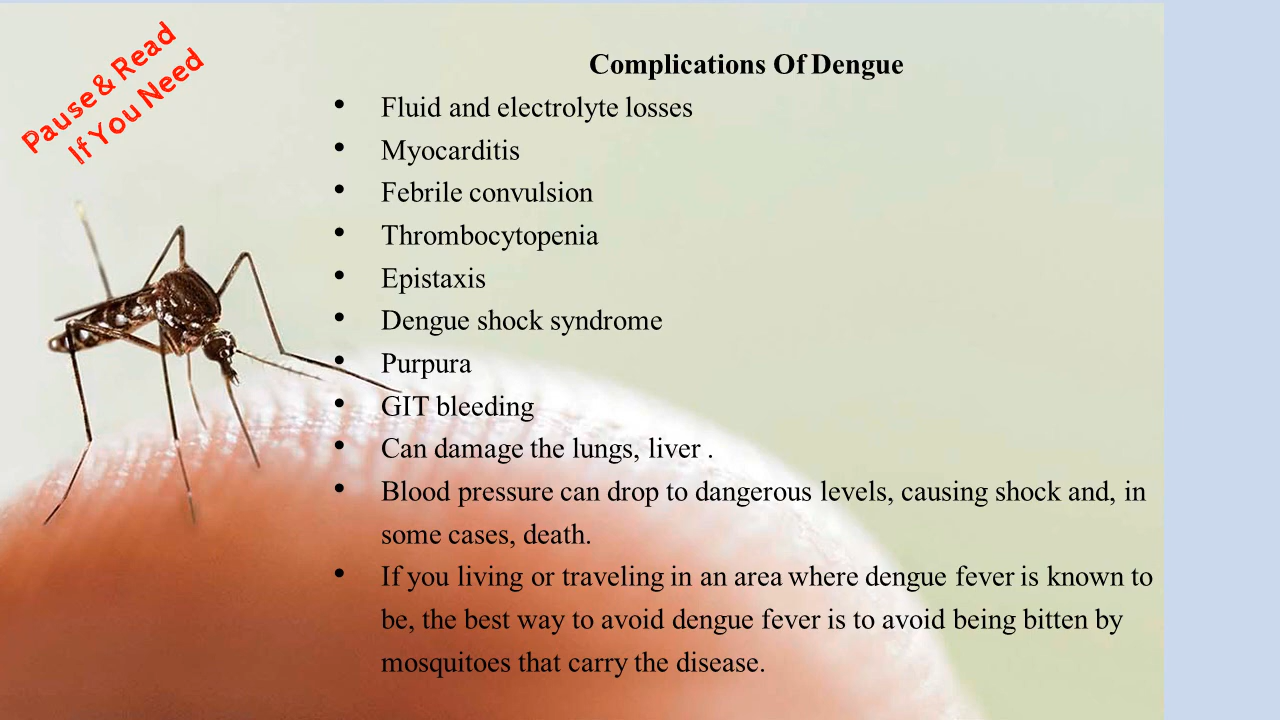 Pause & Read
If You Need
Complications Of Dengue
• Fluid and electrolyte losses
• Myocarditis
• Febrile convulsion
• Thrombocytopenia
• Epistaxis
• Dengue shock syndrome
• Purpura
• GIT bleeding
• Can damage the lungs, liver .
• Blood pressure can drop to dangerous levels, causing shock and, in
some cases, death.
• If you living or traveling in an area where dengue fever is known to
be, the best way to avoid dengue fever is to avoid being bitten by
mosquitoes that carry the disease.